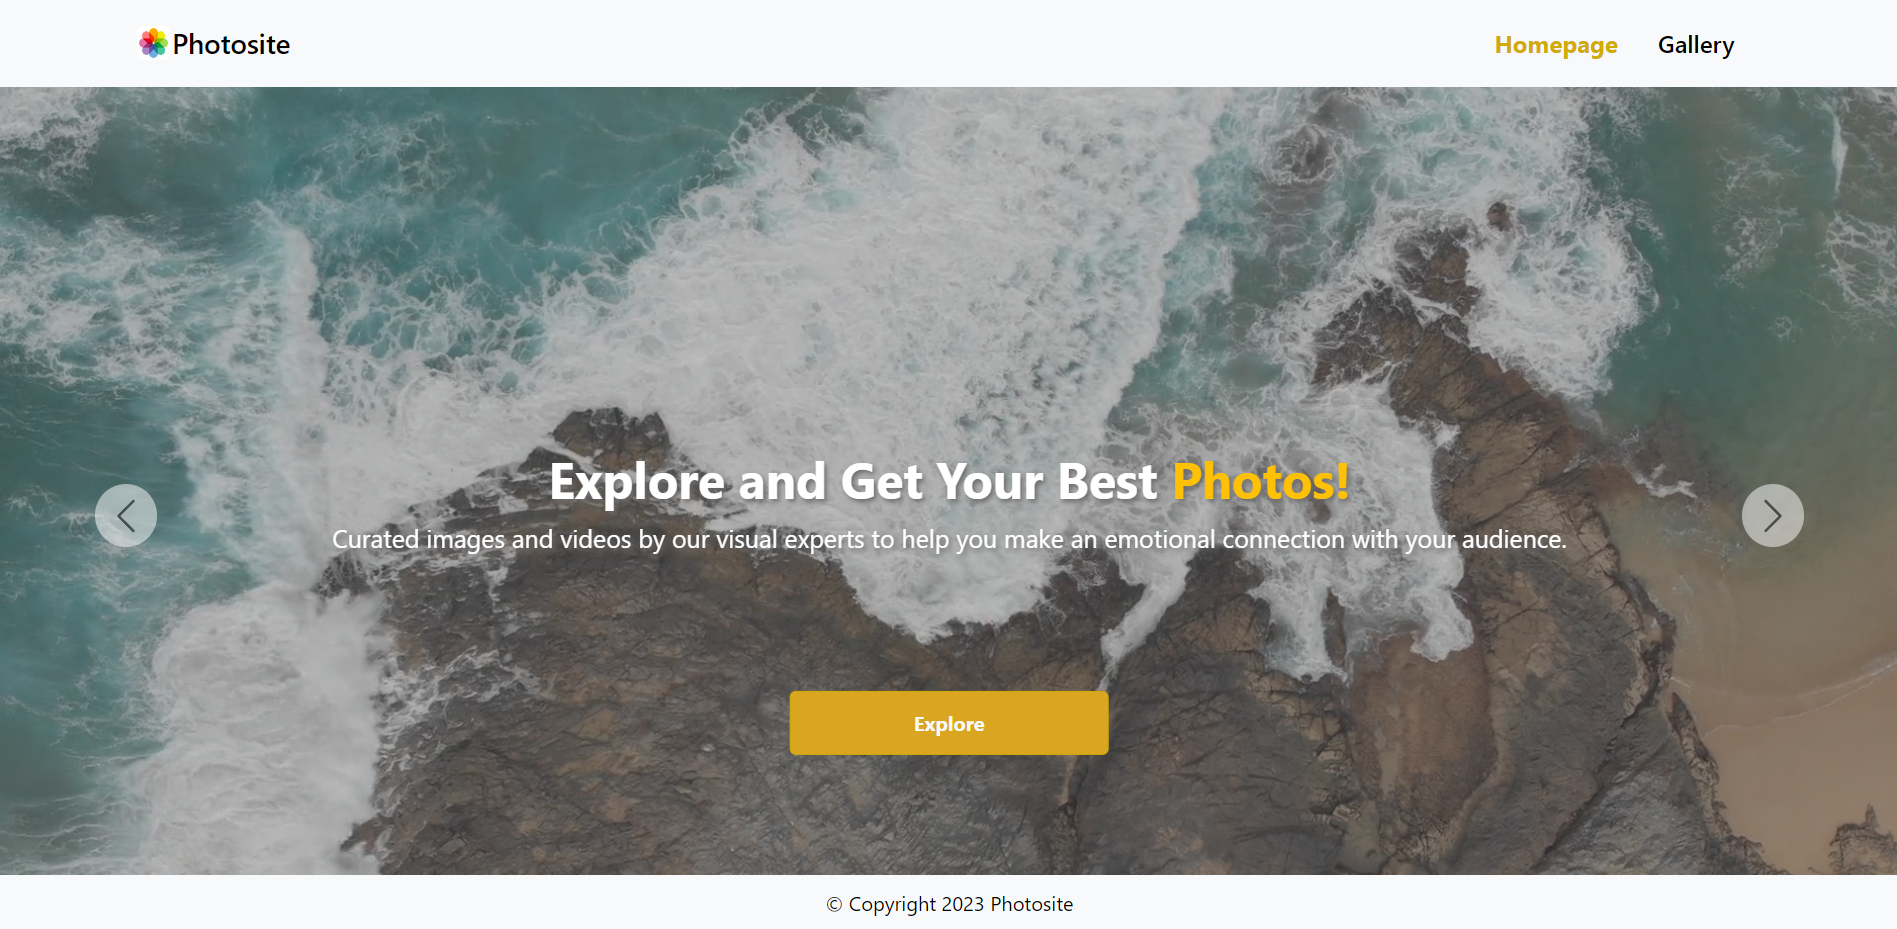 Photosite
Homepage
Gallery
Explore and Get Your Best Photos!
Curated images and videos by our visual experts to help you make an emotional connection with your audience.
Explore
© Copyright 2023 Photosite